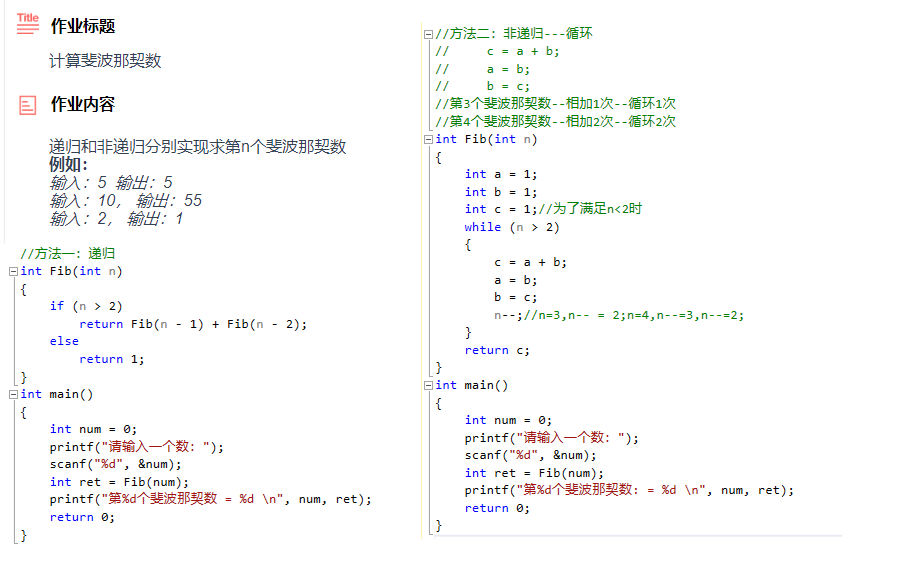 Title 作业标题
计算斐波那契数
作业内容
递归和非递归分别实现求第n个斐波那契数
例如：
输入：5 输出：5
输入：10， 输出：55
输入：2， 输出：1
//方法一：递归
int Fib(int n)
{
    if (n > 2)
        return Fib(n - 1) + Fib(n - 2);
    else
        return 1;
}
int main()
{
    int num = 0;
    printf("请输入一个数：");
    scanf("%d", &num);
    int ret = Fib(num);
    printf("第%d个斐波那契数 = %d \n", num, ret);
    return 0;
}
//方法二：非递归---循环
//     c = a + b;
//     a = b;
//     b = c;
//第3个斐波那契数--相加1次--循环1次
//第4个斐波那契数--相加2次--循环2次
int Fib(int n)
{
    int a = 1;
    int b = 1;
    int c = 1;//为了满足n<2时
    while (n > 2)
    {
        c = a + b;
        a = b;
        b = c;
        n--;//n=3,n-- = 2;n=4,n--=3,n--=2;
    }
    return c;
}
int main()
{
    int num = 0;
    printf("请输入一个数：");
    scanf("%d", &num);
    int ret = Fib(num);
    printf("第%d个斐波那契数：= %d \n", num, ret);
    return 0;
}